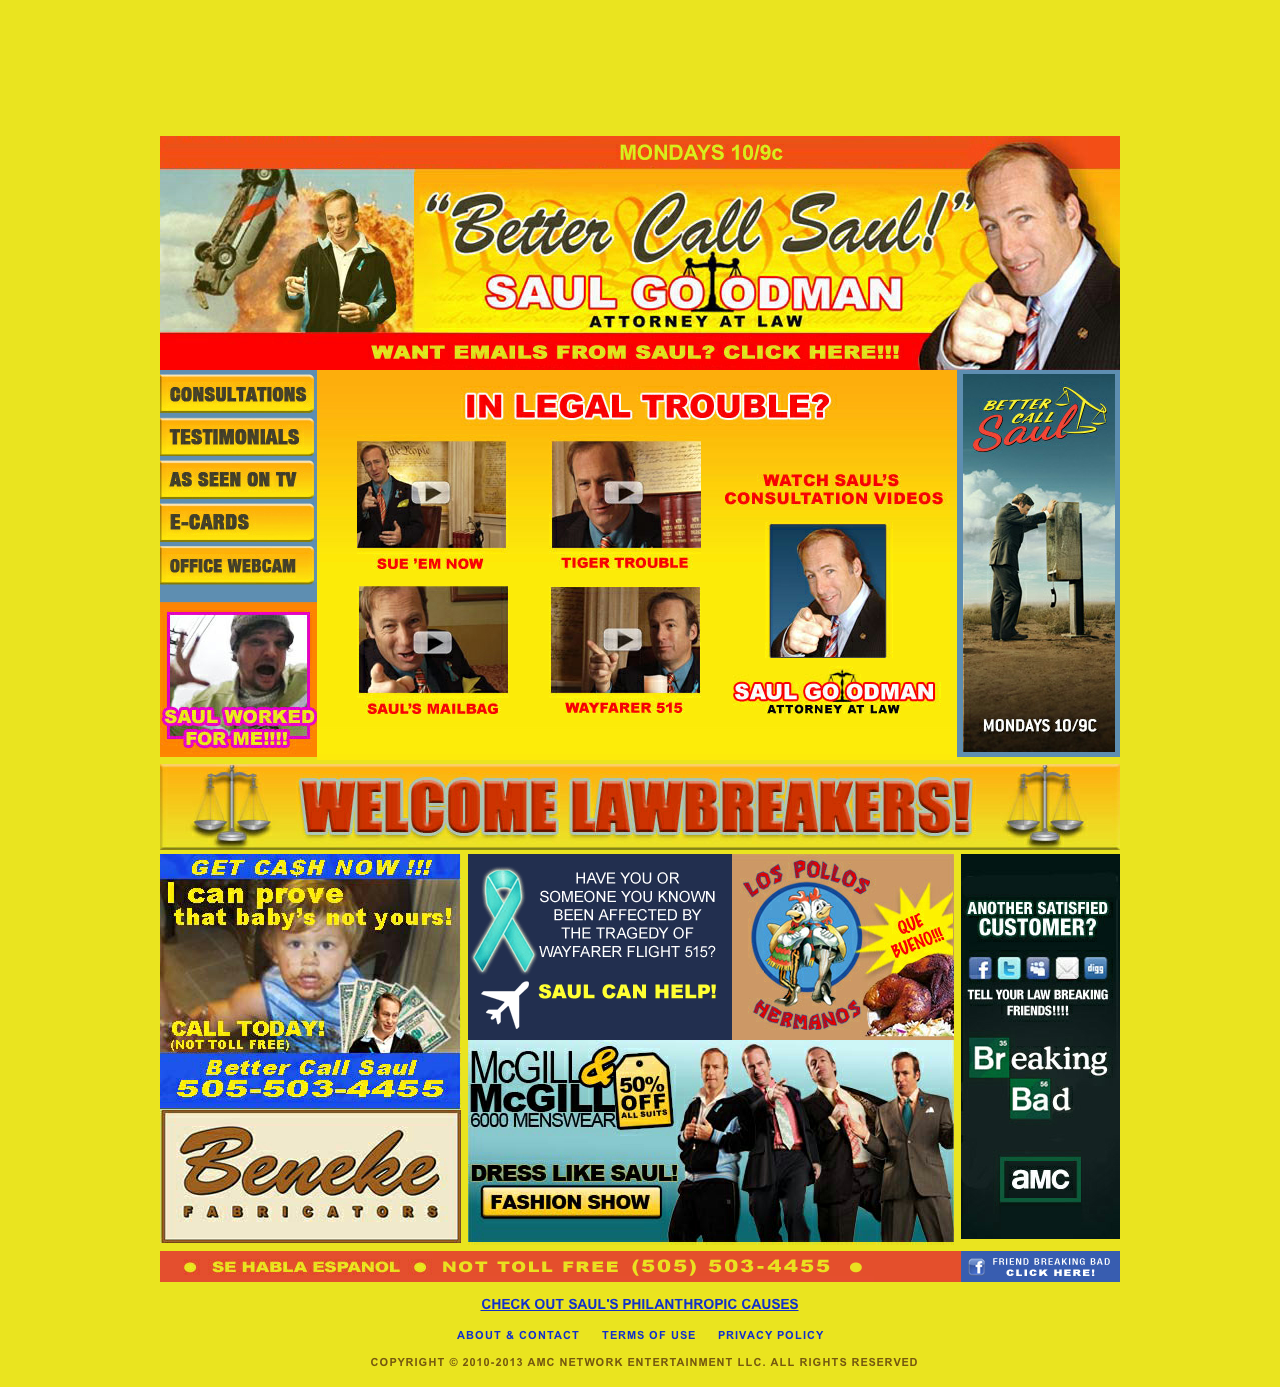 MONDAYS 10/9c
“Better Call Saul!”
SAUL GOODMAN
ATTORNEY AT LAW
WANT EMAILS FROM SAUL? CLICK HERE!!!
CONSULTATIONS
TESTIMONIALS
AS SEEN ON TV
E-CARDS
OFFICE WEBCAM
SAUL WORKED
FOR ME!!!!
IN LEGAL TROUBLE?
SUE ’EM NOW
TIGER TROUBLE
SAUL’S MAILBAG
WAYFARER 515
WATCH SAUL’S
CONSULTATION VIDEOS
SAUL GOODMAN
ATTORNEY AT LAW
BETTER
CALL
Saul
MONDAYS 10/9C
WELCOME LAWBREAKERS!
GET CA$H NOW !!!
I can prove
that baby’s not yours!
CALL TODAY!
(NOT TOLL FREE)
Better Call Saul
505-503-4455
Beneke
FABRICATORS
HAVE YOU OR
SOMEONE YOU KNOWN
BEEN AFFECTED BY
THE TRAGEDY OF
WAYFARER FLIGHT 515?
SAUL CAN HELP!
LOS POLLOS
HERMANOS
QUE
BUENO!!!
McGILL &
McGILL
6000 MENSWEAR
50%
OFF
ALL SUITS
DRESS LIKE SAUL!
FASHION SHOW
ANOTHER SATISFIED
CUSTOMER?
digg
TELL YOUR LAW BREAKING
FRIENDS!!!!
35
Breaking
56
Bad
amc
SE HABLA ESPANOL
NOT TOLL FREE (505) 503-4455
FRIEND BREAKING BAD
CLICK HERE!
CHECK OUT SAUL'S PHILANTHROPIC CAUSES
ABOUT & CONTACT TERMS OF USE PRIVACY POLICY
COPYRIGHT © 2010-2013 AMC NETWORK ENTERTAINMENT LLC. ALL RIGHTS RESERVED